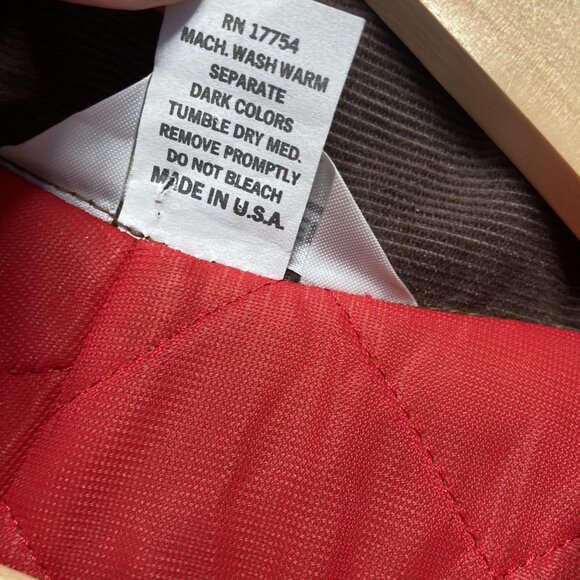 RN 17754
MACH. WASH WARM
SEPARATE
DARK COLORS
TUMBLE DRY MED.
REMOVE PROMPTLY
DO NOT BLEACH
MADE IN U.S.A.